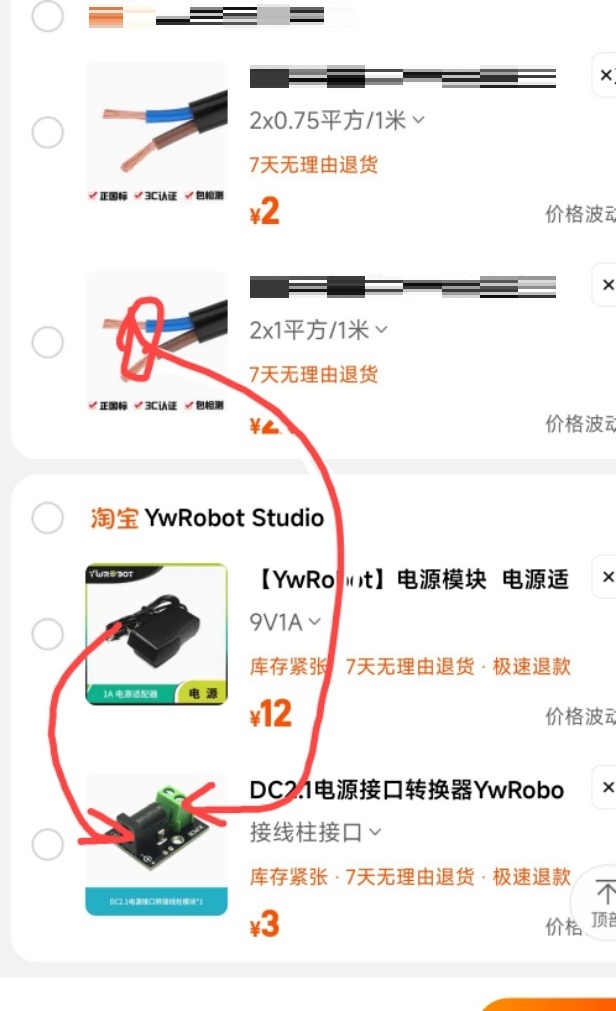 2x0.75平方/1米
7天无理由退货
正国标 3C认证 包检测
¥2
价格波动
2x1平方/1米
7天无理由退货
正国标 3C认证 包检测
¥2
价格波动
淘宝 YwRobot Studio
YWROBOT
【YwRobot】电源模块 电源适
9V1A
库存紧张 7天无理由退货 · 极速退款
1A 电源适配器 电源
¥12
价格波动
DC2.1电源接口转换器YwRobo
接线柱接口
库存紧张 · 7天无理由退货 · 极速退款
DC2.1电源接口转接线柱模块*1
¥3
价格
顶部